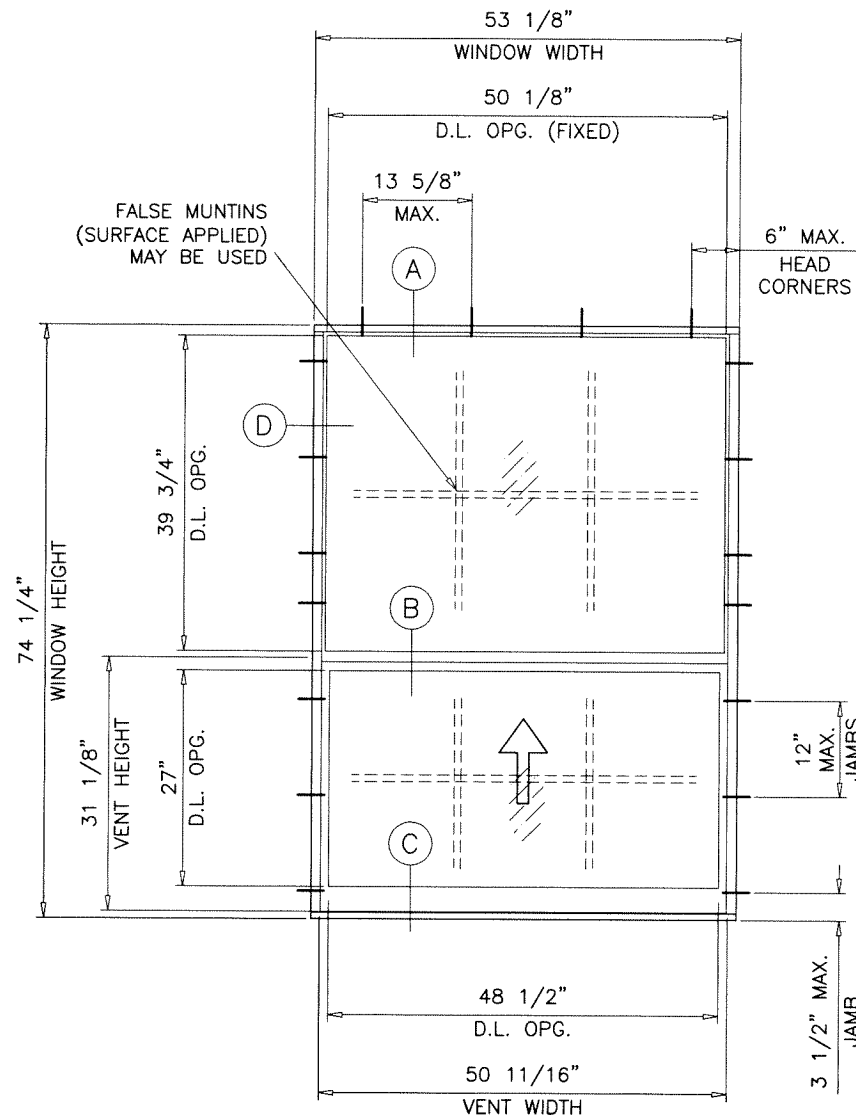 53 1/8"
WINDOW WIDTH
50 1/8"
D.L. OPG. (FIXED)
13 5/8"
MAX.
FALSE MUNTINS
(SURFACE APPLIED)
MAY BE USED
6" MAX.
HEAD
CORNERS
A
D
39 3/4"
D.L. OPG.
74 1/4"
WINDOW HEIGHT
B
31 1/8"
VENT HEIGHT
27"
D.L. OPG.
12"
MAX.
JAMBS
C
48 1/2"
D.L. OPG.
3 1/2" MAX.
JAMB
50 11/16"
VENT WIDTH